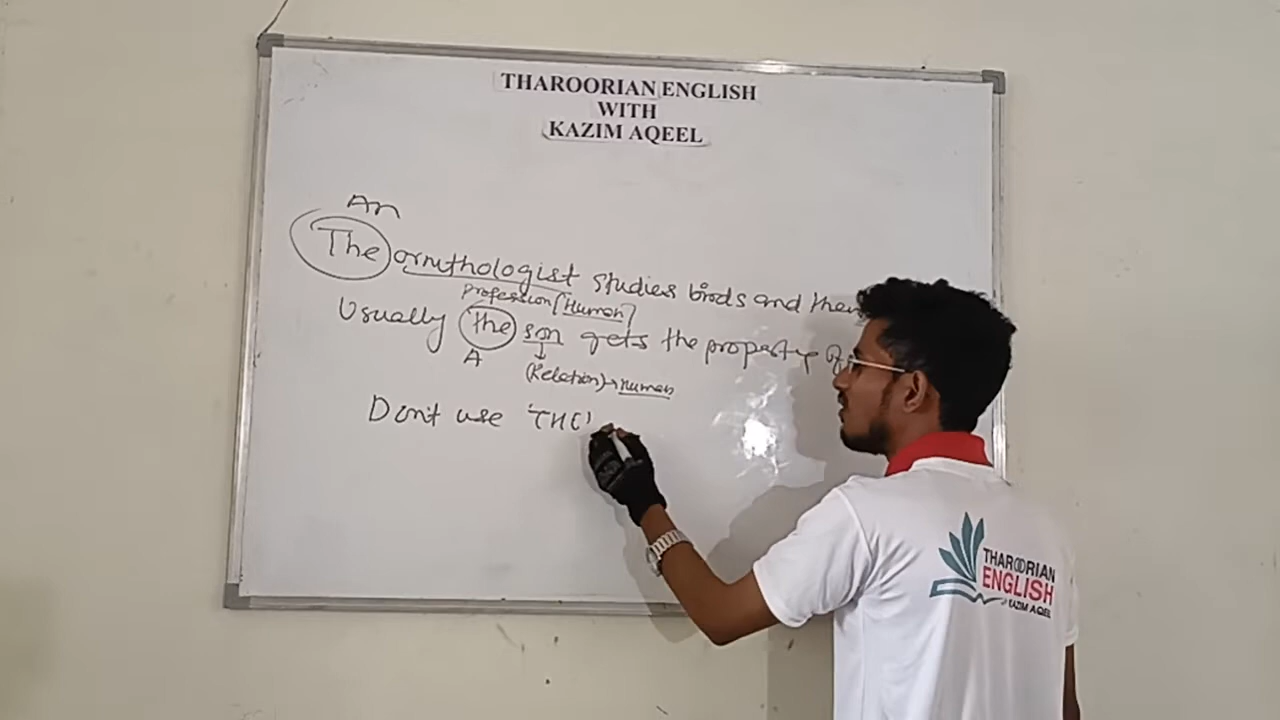 THAROORIAN ENGLISH
WITH
KAZIM AQEEL
An
The ornithologist studies birds and their
Profession (Human)
Usually the son gets the property of
A
(Relation)→Human
Don't use 'THE'
THAROORIAN
ENGLISH
KAZIM AQEEL